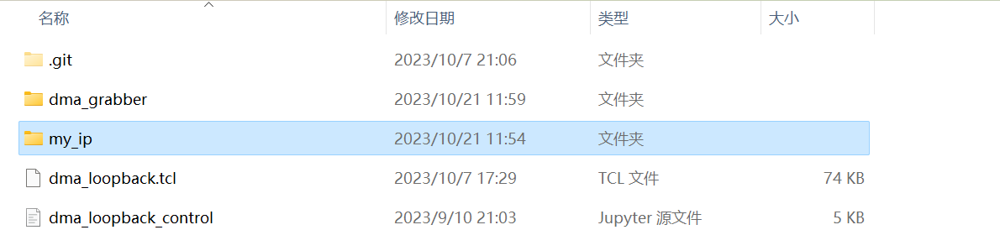 名称 修改日期 类型 大小
.git 2023/10/7 21:06 文件夹
dma_grabber 2023/10/21 11:59 文件夹
my_ip 2023/10/21 11:54 文件夹
dma_loopback.tcl 2023/10/7 17:29 TCL 文件 74 KB
dma_loopback_control 2023/9/10 21:03 Jupyter 源文件 5 KB